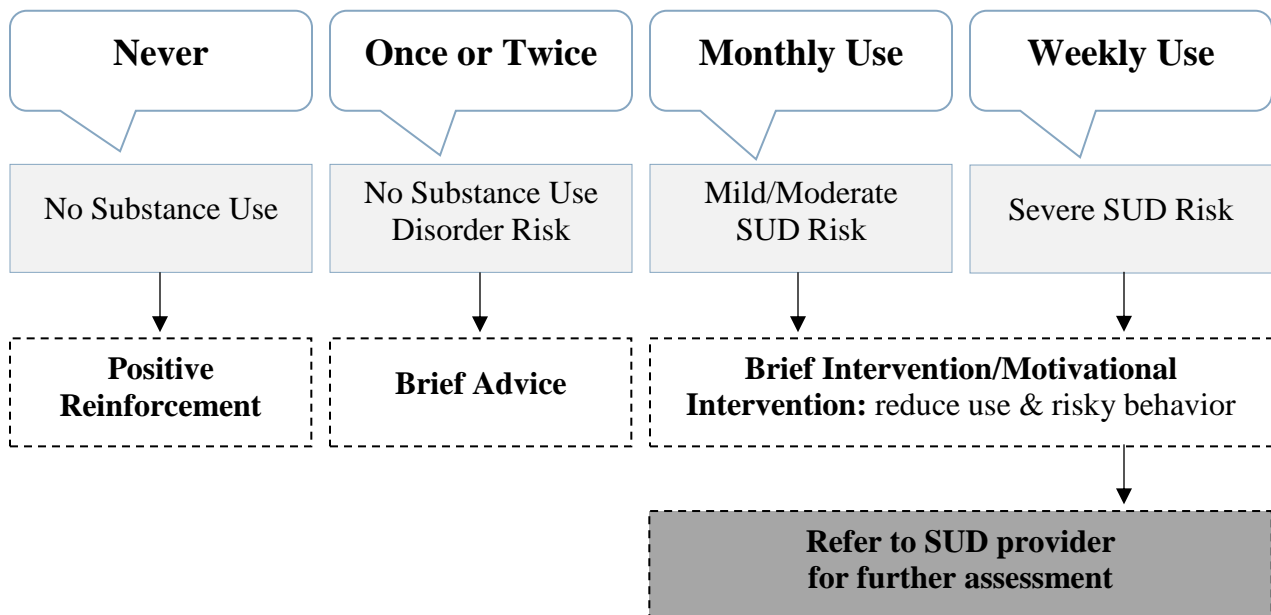 Never
Once or Twice
Monthly Use
Weekly Use
No Substance Use
No Substance Use
Disorder Risk
Mild/Moderate
SUD Risk
Severe SUD Risk
Positive
Reinforcement
Brief Advice
Brief Intervention/Motivational
Intervention: reduce use & risky behavior
Refer to SUD provider
for further assessment